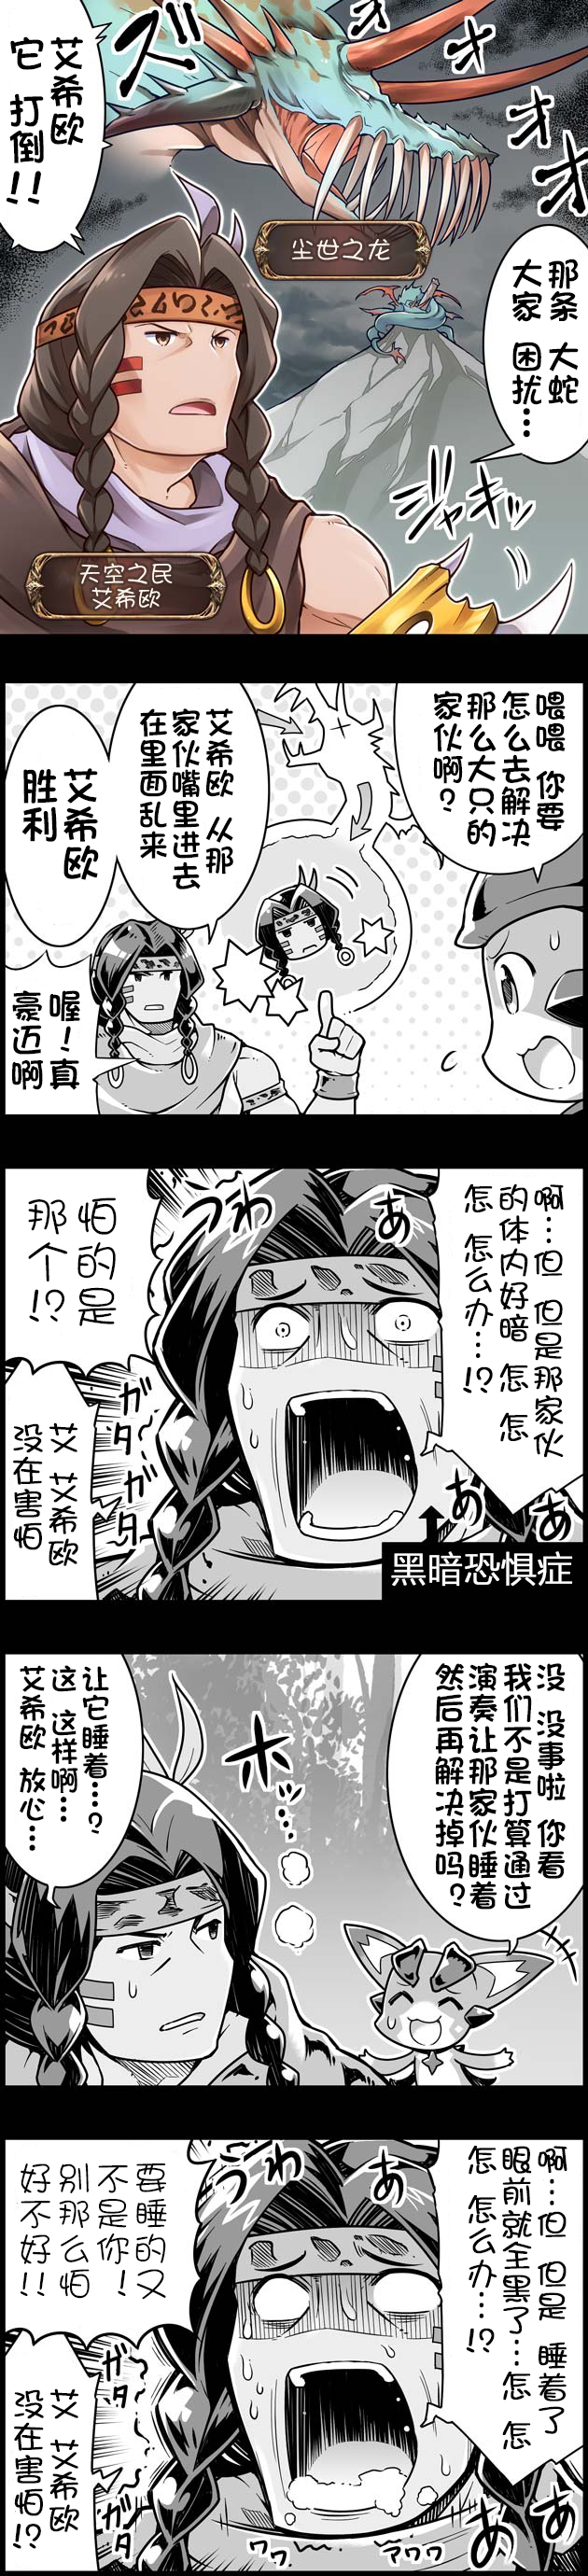 ズ
オ
オ
オ
オ
艾希欧
它 打倒!!
尘世之龙
那条 大蛇
大家 困扰…
ジャキッ
天空之民
艾希欧
喂喂 你要
怎么去解决
那么大只的
家伙啊?
艾希欧 从那
家伙嘴里进去
在里面乱来
艾希欧
胜利
喔!真
豪迈啊
啊…但 但是那家伙
的体内好暗 怎 怎
怎 怎么办…!?
うわ
あ
あ
あ
怕的是
那个!?
ガタガタ
艾 艾希欧
没在害怕
黑暗恐惧症
没 没事啦 你看
我们不是打算通过
演奏让那家伙睡着
然后再解决掉吗?
ホッ…
让它睡着…?
这 这样啊…
艾希欧 放心…
啊…但 但是 睡着了
眼前就全黑了…怎 怎
怎 怎么办…!?
うわ
あ
あ
あ
要睡的又
不是你!
别那么怕
好不好!!
ガタガタ
艾 艾希欧
没在害怕!?
ワワ
アワワ